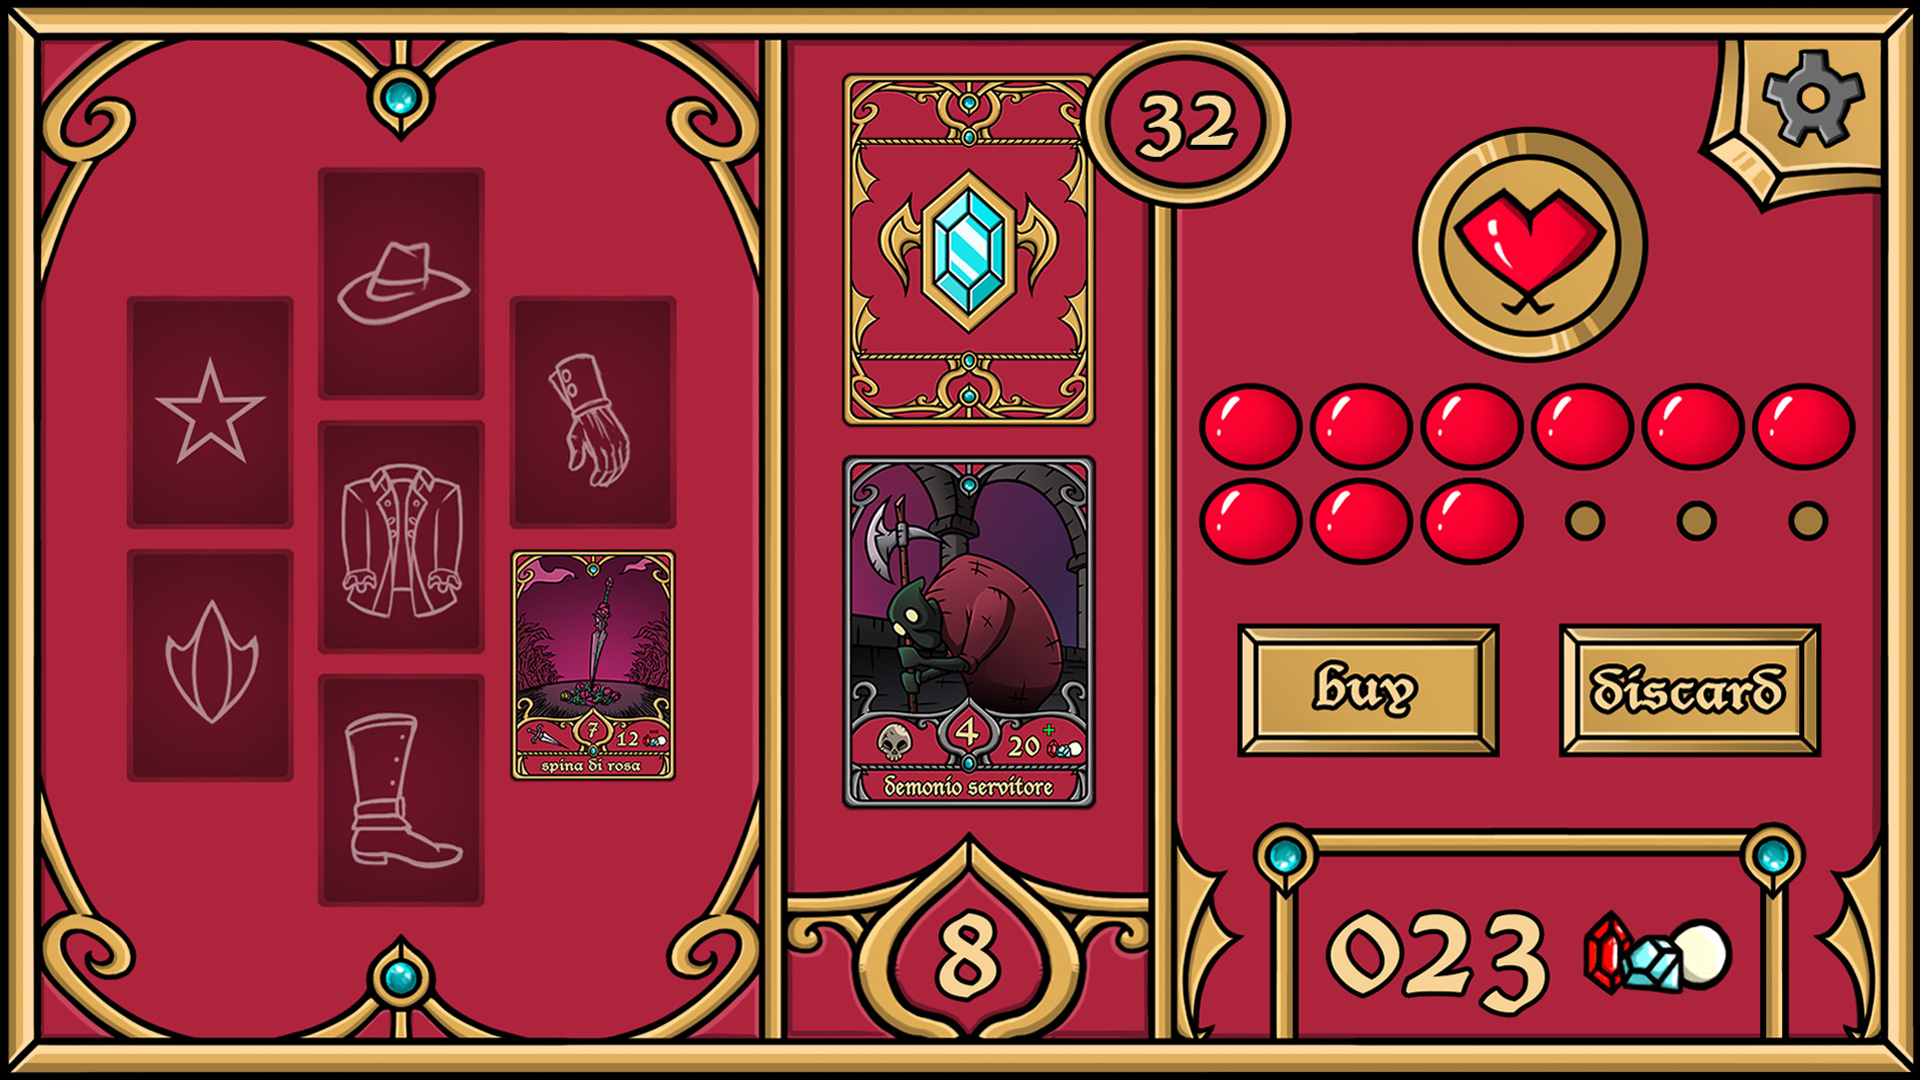 32
7
12
spina di rosa
4
20 +
demonio servitore
8
buy
discard
023